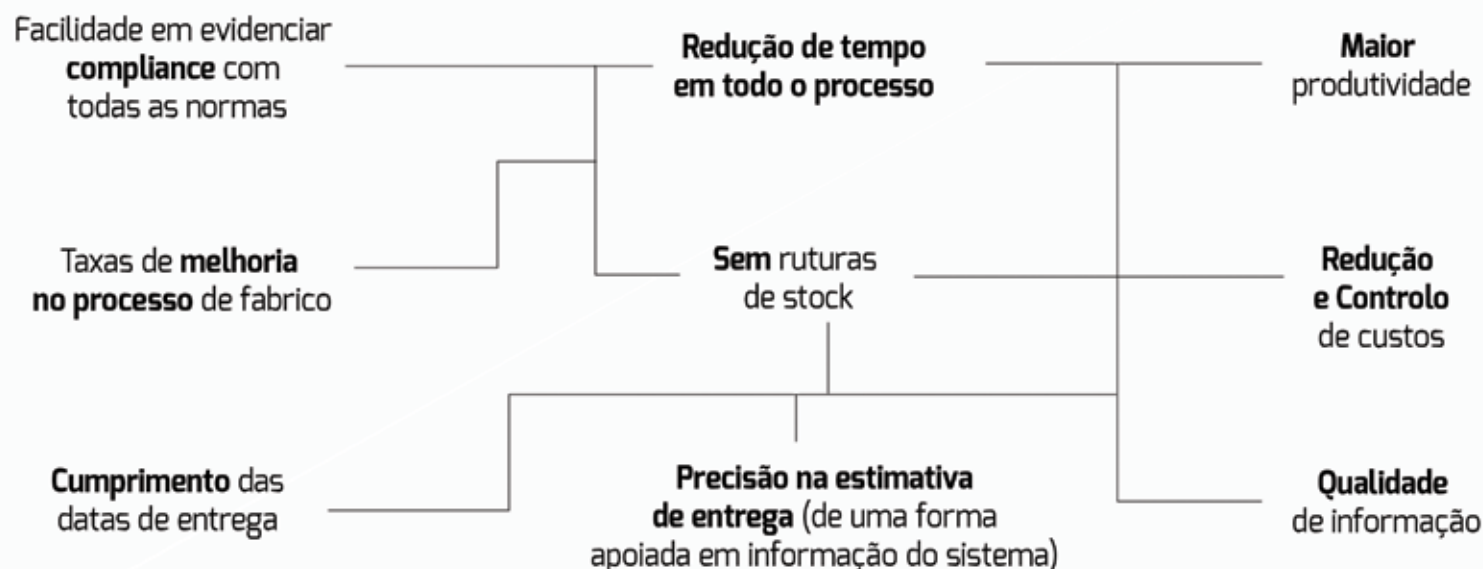 Facilidade em evidenciar
compliance com
todas as normas
Redução de tempo
em todo o processo
Maior
produtividade
Taxas de melhoria
no processo de fabrico
Sem ruturas
de stock
Redução
e Controlo
de custos
Cumprimento das
datas de entrega
Precisão na estimativa
de entrega (de uma forma
apoiada em informação do sistema)
Qualidade
de informação